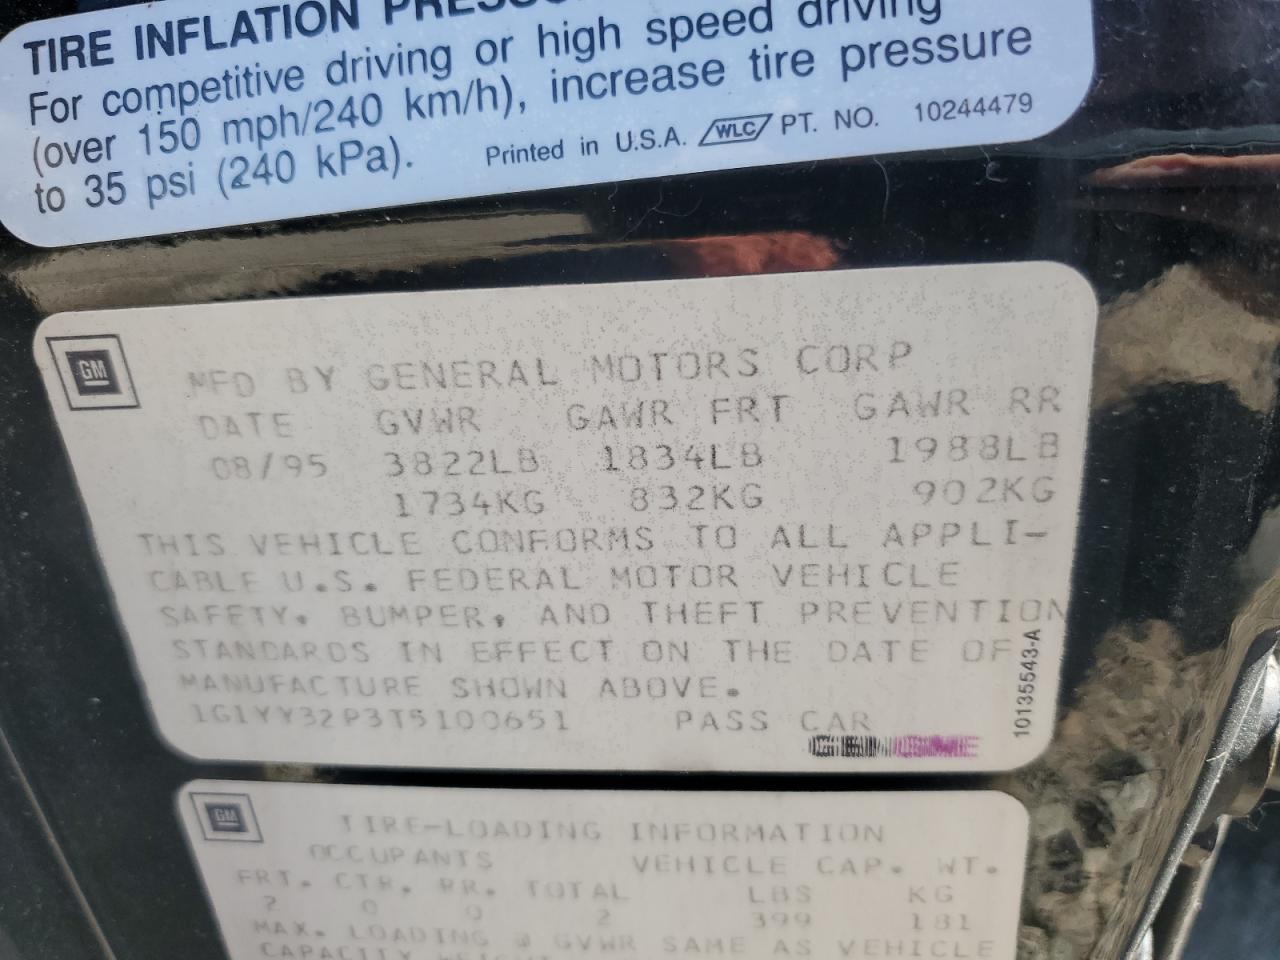 TIRE INFLATION PRESSU
For competitive driving or high speed driving
(over 150 mph/240 km/h), increase tire pressure
to 35 psi (240 kPa).
Printed in U.S.A. WLC PT. NO. 10244479
GM
MFD BY GENERAL MOTORS CORP
DATE GVWR GAWR FRT GAWR RR
08/95 3822LB 1834LB 1988LB
1734KG 832KG 902KG
THIS VEHICLE CONFORMS TO ALL APPLI-
CABLE U.S. FEDERAL MOTOR VEHICLE
SAFETY, BUMPER, AND THEFT PREVENTION
STANDARDS IN EFFECT ON THE DATE OF
MANUFACTURE SHOWN ABOVE.
1G1YY32P3T5100651 PASS CAR
10135543-A
GM
TIRE-LOADING INFORMATION
OCCUPANTS VEHICLE CAP. WT.
FRT. CTR. RR. TOTAL LBS KG
2 0 0 2 399 181
MAX. LOADING @ GVWR SAME AS VEHICLE
CAPACITY WEIGHT